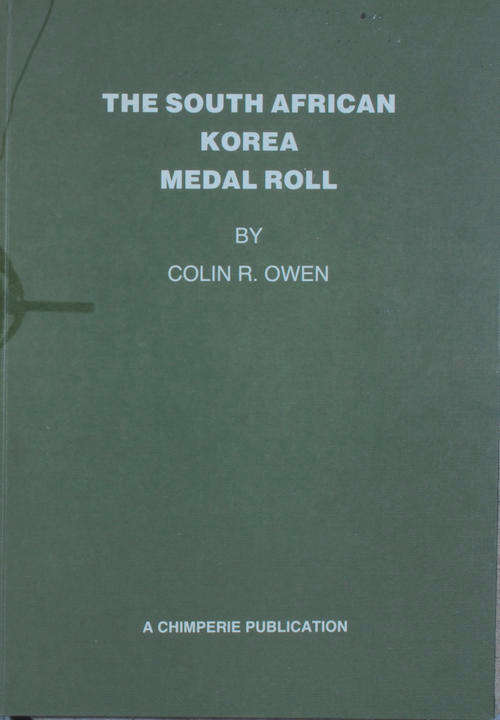 THE SOUTH AFRICAN
KOREA
MEDAL ROLL
BY
COLIN R. OWEN
A CHIMPERIE PUBLICATION